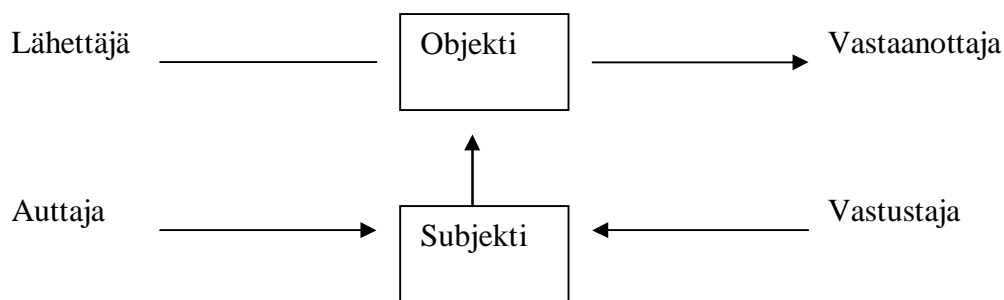 Lähettäjä
Objekti
Vastaanottaja
Auttaja
Subjekti
Vastustaja